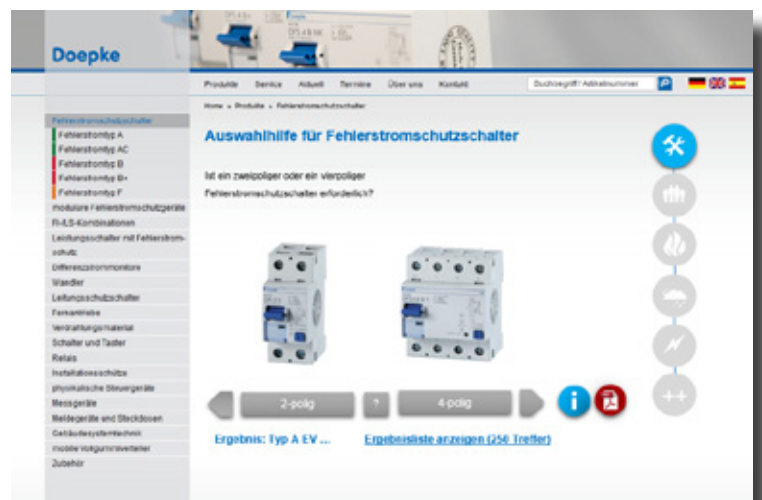 Doepke
Produkte Service Aktuell Termine Über uns Kontakt
Suchbegriff / Artikelnummer
Home » Produkte » Fehlerstromschutzschalter
Fehlerstromschutzschalter
Fehlerstromtyp A
Fehlerstromtyp AC
Fehlerstromtyp B
Fehlerstromtyp B+
Fehlerstromtyp F
modulare Fehlerstromschutzgeräte
FI-/LS-Kombinationen
Leistungsschalter mit Fehlerstrom-
schutz
Differenzstrommonitore
Wandler
Leitungsschutzschalter
Fernantriebe
Verdrahtungsmaterial
Schalter und Taster
Relais
Installationsschütze
physikalische Steuergeräte
Messgeräte
Meldegeräte und Steckdosen
Gebäudesystemtechnik
mobile Vollgummiverteiler
Zubehör
Auswahlhilfe für Fehlerstromschutzschalter
Ist ein zweipoliger oder ein vierpoliger
Fehlerstromschutzschalter erforderlich?
2-polig ? 4-polig
i
++
Ergebnis: Typ A EV ... Ergebnisliste anzeigen (250 Treffer)